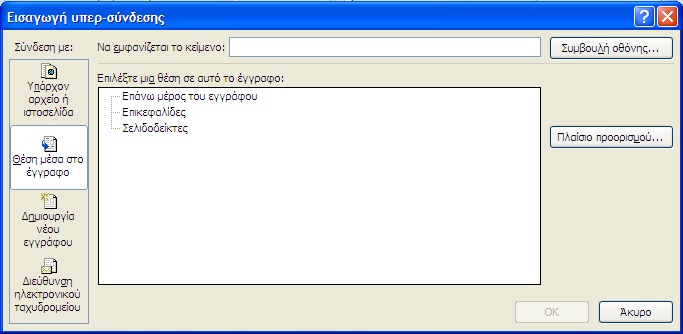 Εισαγωγή υπερ-σύνδεσης
Σύνδεση με:
Να εμφανίζεται το κείμενο:
Συμβουλή οθόνης...
Υπάρχον
αρχείο ή
ιστοσελίδα
Επιλέξτε μια θέση σε αυτό το έγγραφο:
Επάνω μέρος του εγγράφου
Επικεφαλίδες
Σελιδοδείκτες
Πλαίσιο προορισμού...
Θέση μέσα στο
έγγραφο
Δημιουργία
νέου
εγγράφου
Διεύθυνση
ηλεκτρονικού
ταχυδρομείου
OK
Άκυρο